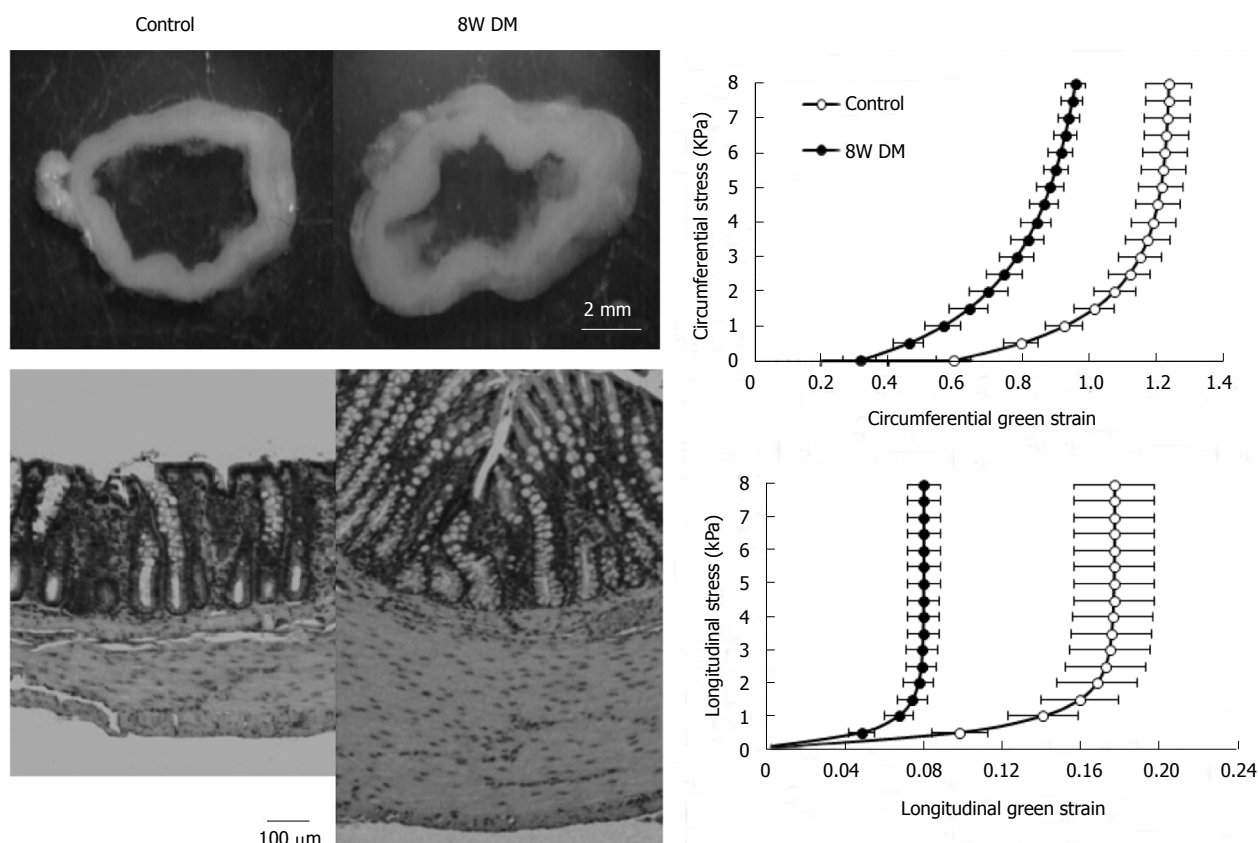 Control
8W DM
2 mm
100 μm
Circumferential stress (KPa)
8
7
6
5
4
3
2
1
0
Control
8W DM
0 0.2 0.4 0.6 0.8 1.0 1.2 1.4
Circumferential green strain
Longitudinal stress (kPa)
8
7
6
5
4
3
2
1
0
0 0.04 0.08 0.12 0.16 0.20 0.24
Longitudinal green strain